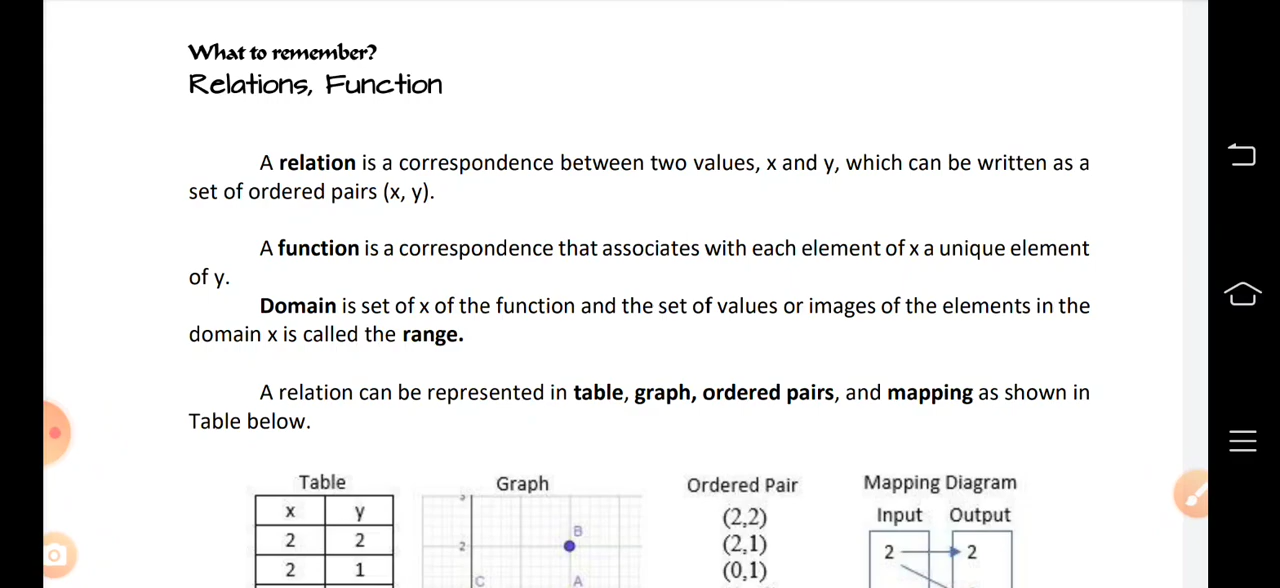 What to remember?
Relations, Function
A relation is a correspondence between two values, x and y, which can be written as a
set of ordered pairs (x, y).
A function is a correspondence that associates with each element of x a unique element
of y.
Domain is set of x of the function and the set of values or images of the elements in the
domain x is called the range.
A relation can be represented in table, graph, ordered pairs, and mapping as shown in
Table below.
Table
x y
2 2
2 1
Graph
3
B
2
C A
Ordered Pair
(2,2)
(2,1)
(0,1)
Mapping Diagram
Input Output
2 2